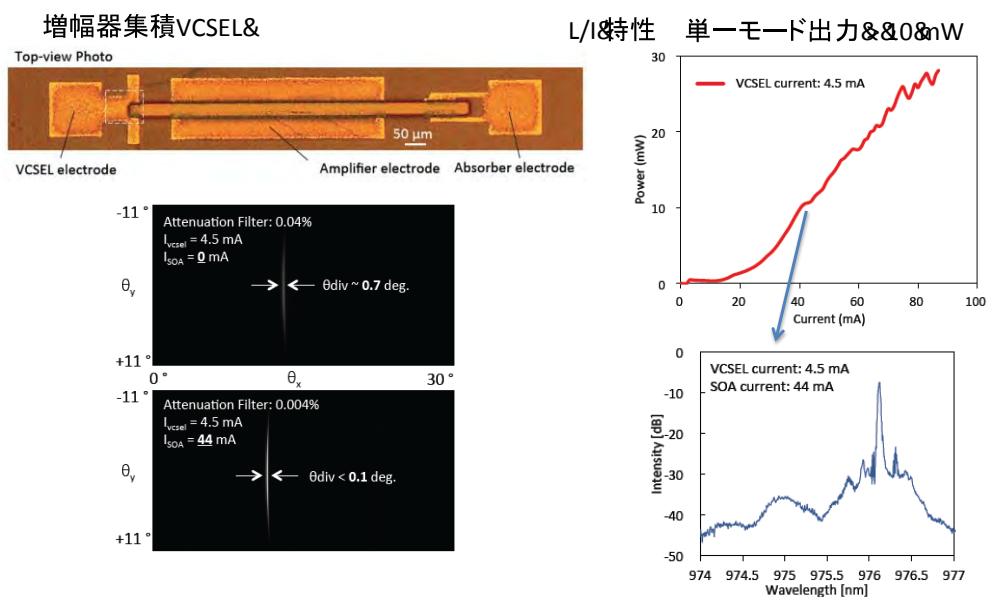 増幅器集積VCSEL&
L/I&特性 単一モード出力&>&10&mW
Top-view Photo
50 μm
VCSEL electrode
Amplifier electrode
Absorber electrode
-11 °
Attenuation Filter: 0.04%
Ivcsel = 4.5 mA
ISOA = 0 mA
θy
θdiv ~ 0.7 deg.
+11 °
0 °
θx
30 °
-11 °
Attenuation Filter: 0.004%
Ivcsel = 4.5 mA
ISOA = 44 mA
θy
θdiv < 0.1 deg.
+11 °
VCSEL current: 4.5 mA
30
20
10
0
Power (mW)
0 20 40 60 80 100
Current (mA)
VCSEL current: 4.5 mA
SOA current: 44 mA
0
-10
-20
-30
-40
-50
Intensity [dB]
974 974.5 975 975.5 976 976.5 977
Wavelength [nm]